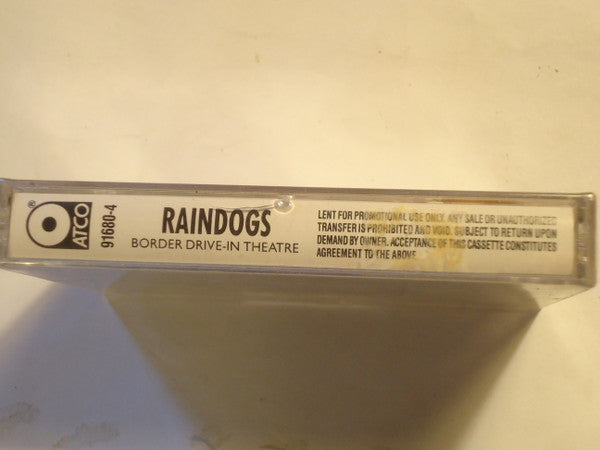 ®
ATCO
91680-4
RAINDOGS
BORDER DRIVE-IN THEATRE
LENT FOR PROMOTIONAL USE ONLY. ANY SALE OR UNAUTHORIZED
TRANSFER IS PROHIBITED AND VOID. SUBJECT TO RETURN UPON
DEMAND BY OWNER. ACCEPTANCE OF THIS CASSETTE CONSTITUTES
AGREEMENT TO THE ABOVE.